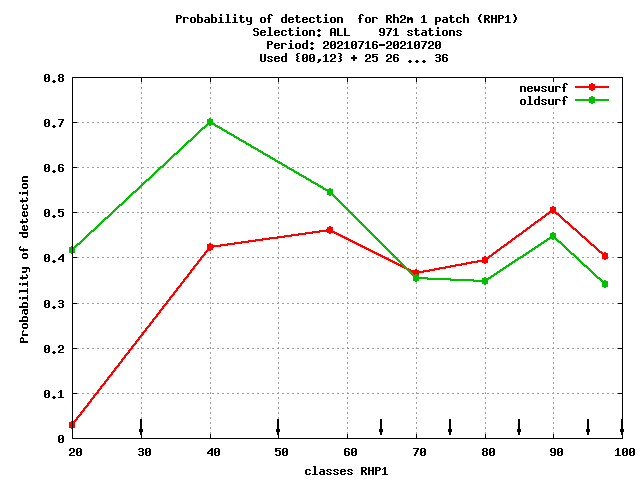 Probability of detection  for Rh2m 1 patch (RHP1)
Selection: ALL    971 stations
Period: 20210716-20210720
Used {00,12} + 25 26 ... 36
newsurf
oldsurf
Probability of detection
0.8
0.7
0.6
0.5
0.4
0.3
0.2
0.1
0
20 30 40 50 60 70 80 90 100
classes RHP1